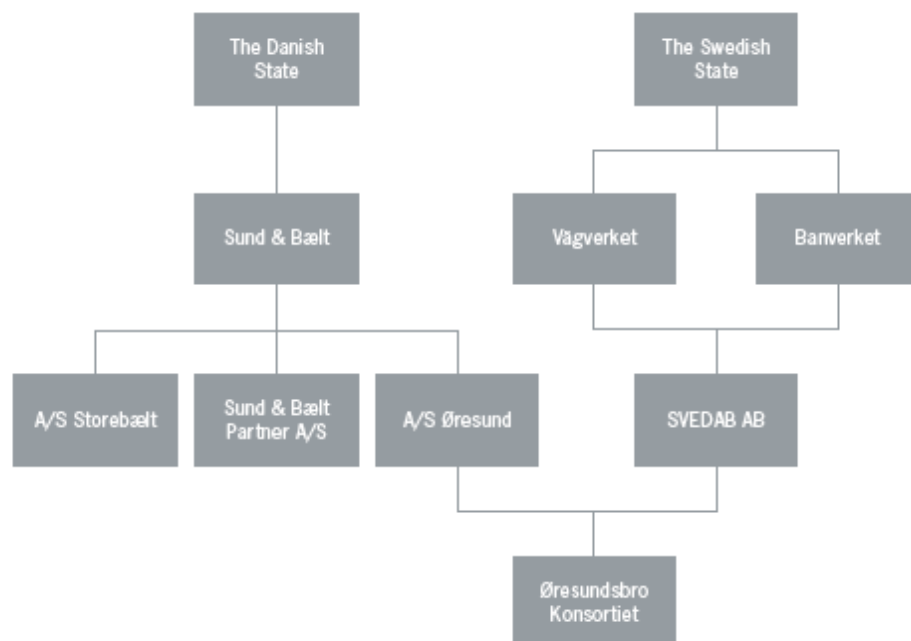 The Danish
State
The Swedish
State
Sund & Bælt
Vägverket
Banverket
A/S Storebælt
Sund & Bælt
Partner A/S
A/S Øresund
SVEDAB AB
Øresundsbro
Konsortiet